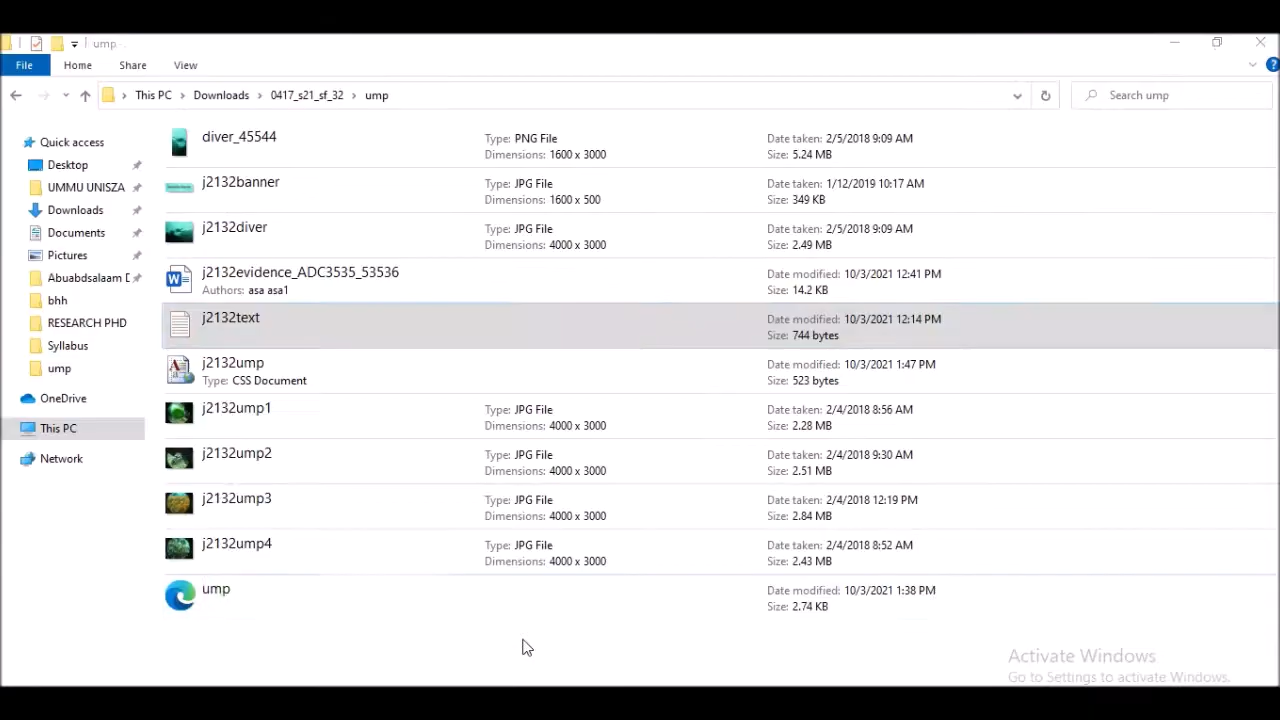 ump
File Home Share View
This PC Downloads 0417_s21_sf_32 ump Search ump
Quick access
Desktop
UMMU UNISZA
Downloads
Documents
Pictures
Abuabdsalaam D
bhh
RESEARCH PHD
Syllabus
ump
OneDrive
This PC
Network
diver_45544 Type: PNG File Date taken: 2/5/2018 9:09 AM
Dimensions: 1600 x 3000 Size: 5.24 MB
j2132banner Type: JPG File Date taken: 1/12/2019 10:17 AM
Dimensions: 1600 x 500 Size: 349 KB
j2132diver Type: JPG File Date taken: 2/5/2018 9:09 AM
Dimensions: 4000 x 3000 Size: 2.49 MB
j2132evidence_ADC3535_53536 Date modified: 10/3/2021 12:41 PM
Authors: asa asa1 Size: 14.2 KB
j2132text Date modified: 10/3/2021 12:14 PM
Size: 744 bytes
j2132ump Date modified: 10/3/2021 1:47 PM
Type: CSS Document Size: 523 bytes
j2132ump1 Type: JPG File Date taken: 2/4/2018 8:56 AM
Dimensions: 4000 x 3000 Size: 2.28 MB
j2132ump2 Type: JPG File Date taken: 2/4/2018 9:30 AM
Dimensions: 4000 x 3000 Size: 2.51 MB
j2132ump3 Type: JPG File Date taken: 2/4/2018 12:19 PM
Dimensions: 4000 x 3000 Size: 2.84 MB
j2132ump4 Type: JPG File Date taken: 2/4/2018 8:52 AM
Dimensions: 4000 x 3000 Size: 2.43 MB
ump Date modified: 10/3/2021 1:38 PM
Size: 2.74 KB
Activate Windows
Go to Settings to activate Windows.